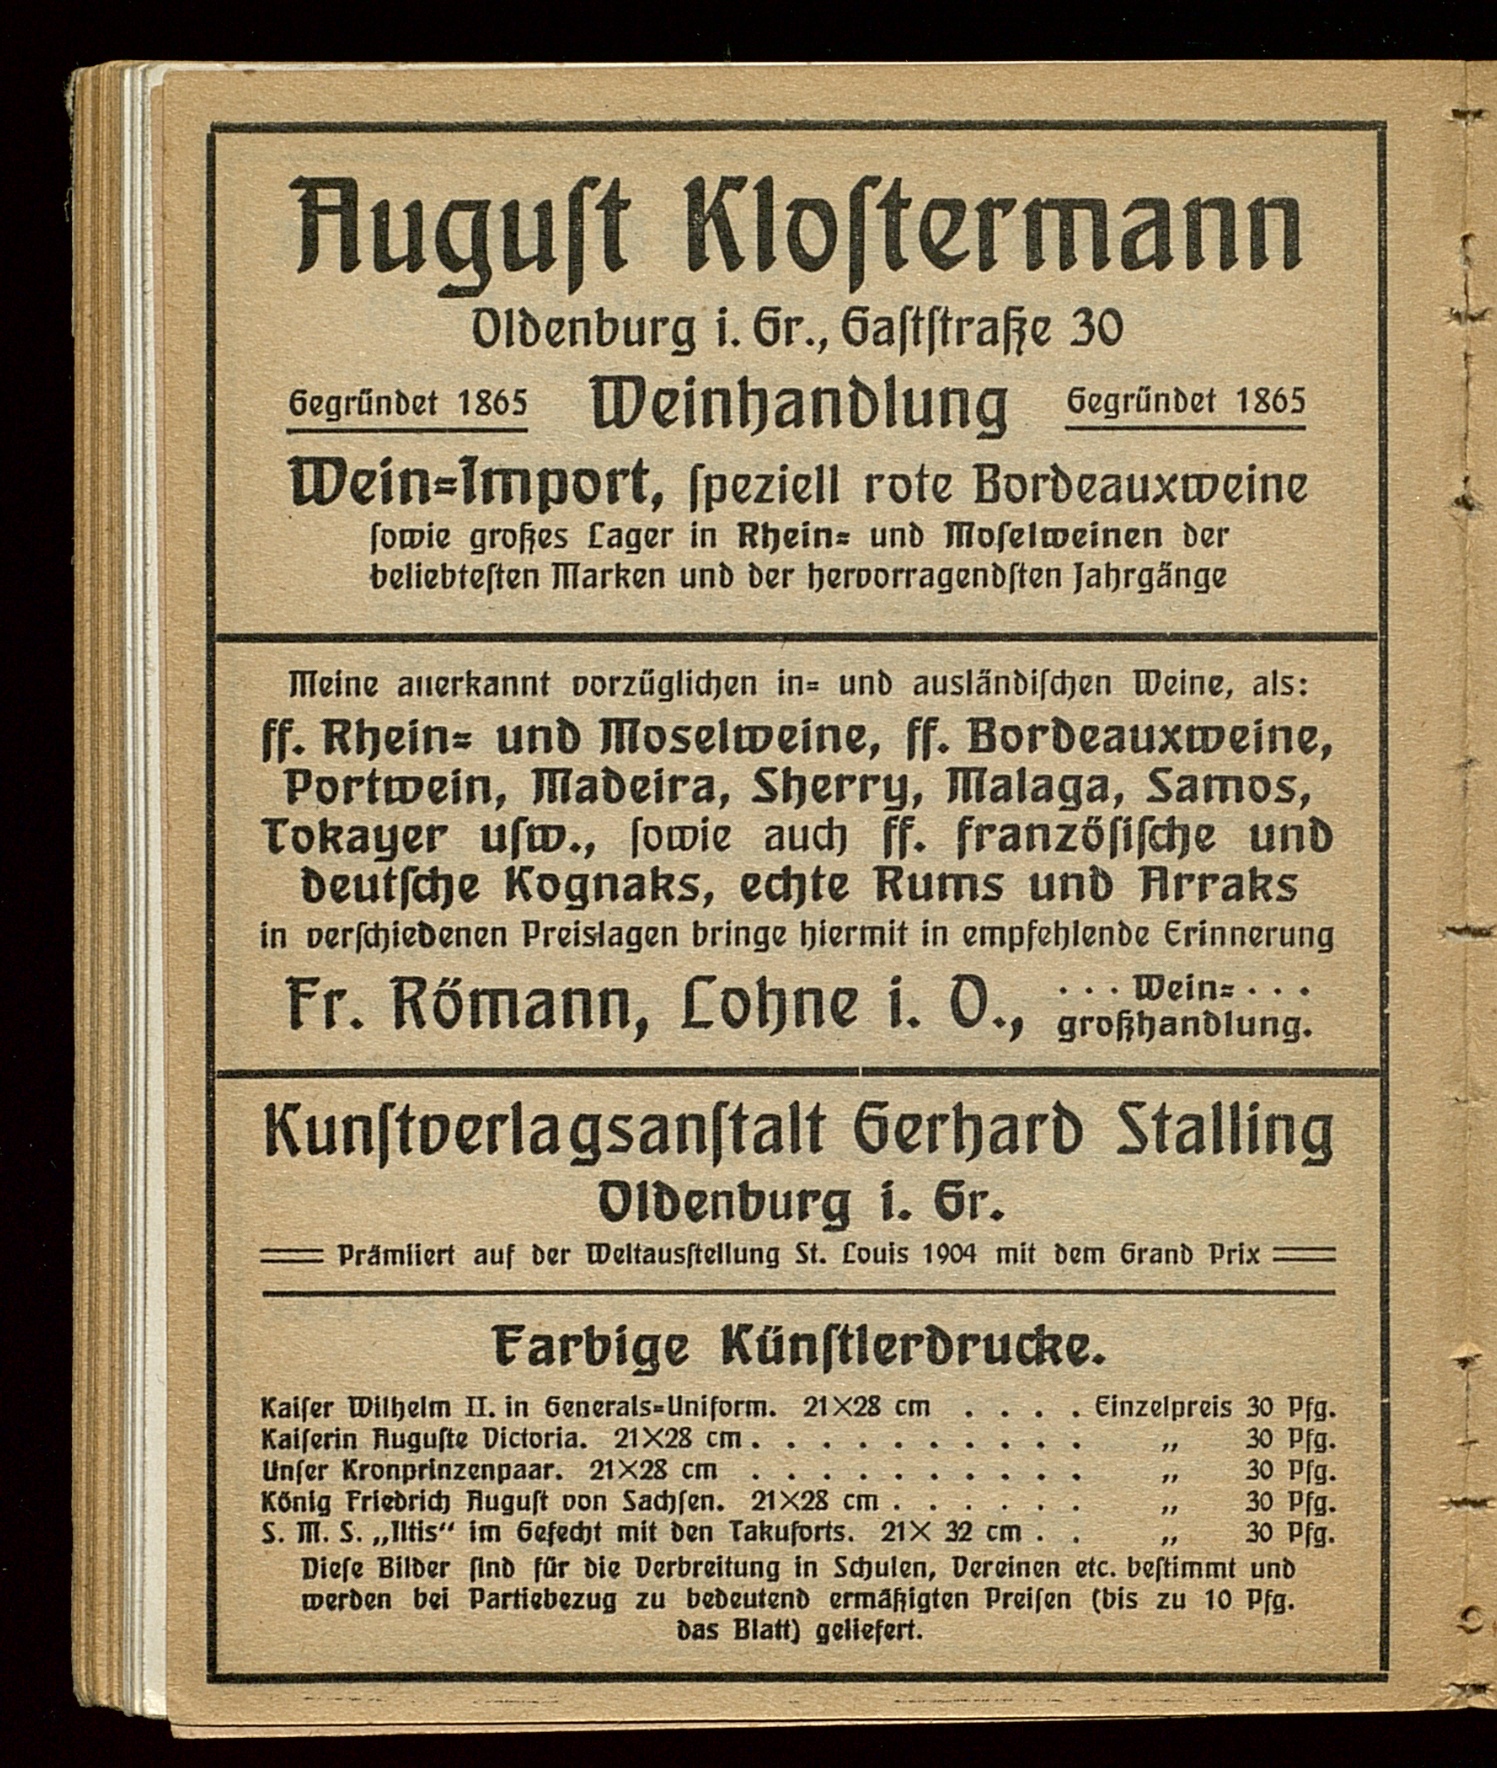 Auguſt Kloſtermann
Oldenburg i. Gr., Gaſtſtraße 30
Gegründet 1865 Weinhandlung Gegründet 1865
Wein=Import, ſpeziell rote Bordeauxweine
ſowie großes Lager in Rhein= und Moſelweinen der
beliebteſten Marken und der hervorragendſten Jahrgänge
Meine anerkannt vorzüglichen in= und ausländiſchen Weine, als:
ff. Rhein= und Moselweine, ff. Bordeauxweine,
Portwein, Madeira, Sherry, Malaga, Samos,
Tokayer uſw., ſowie auch ff. franzöſiſche und
deutſche Kognaks, echte Rums und Arraks
in verſchiedenen Preislagen bringe hiermit in empfehlende Erinnerung
Fr. Römann, Lohne i. O., . . . Wein= . . .
großhandlung.
Kunſtverlagsanſtalt Gerhard Stalling
Oldenburg i. Gr.
Prämiiert auf der Weltausſtellung St. Louis 1904 mit dem Grand Prix
Farbige Künſtlerdrucke.
Kaiſer Wilhelm II. in Generals=Uniform. 21×28 cm . . . . Einzelpreis 30 Pfg.
Kaiſerin Auguſte Victoria. 21×28 cm . . . . . . . . . . . „ 30 Pfg.
Unſer Kronprinzenpaar. 21×28 cm . . . . . . . . . . . „ 30 Pfg.
König Friedrich Auguſt von Sachſen. 21×28 cm . . . . . . „ 30 Pfg.
S. M. S. „Iltis“ im Gefecht mit den Takuforts. 21× 32 cm . . „ 30 Pfg.
Dieſe Bilder ſind für die Verbreitung in Schulen, Vereinen etc. beſtimmt und
werden bei Partiebezug zu bedeutend ermäßigten Preiſen (bis zu 10 Pfg.
das Blatt) geliefert.